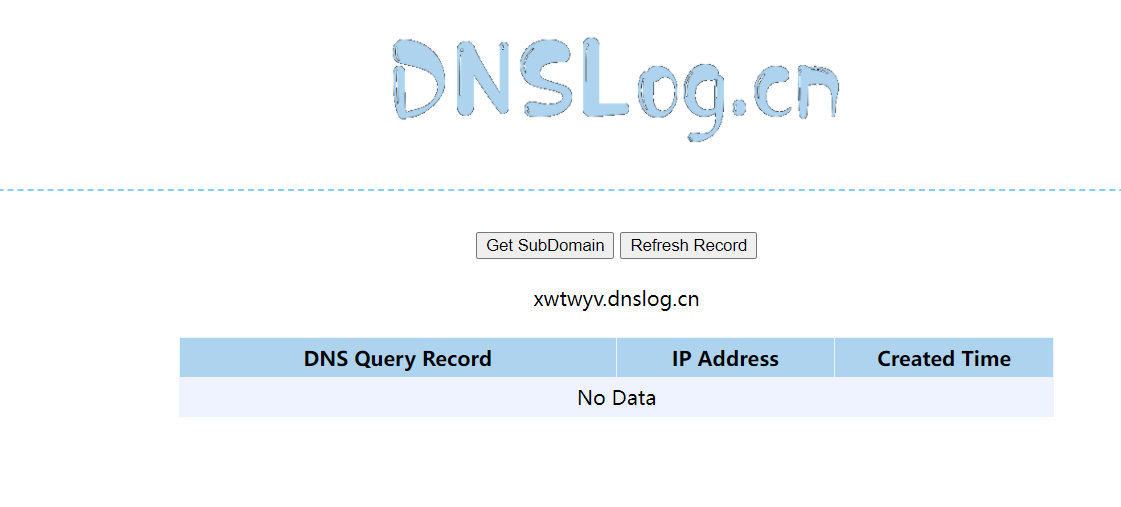 DNSLog.cn
Get SubDomain Refresh Record
xwtwyv.dnslog.cn
DNS Query Record IP Address Created Time
No Data